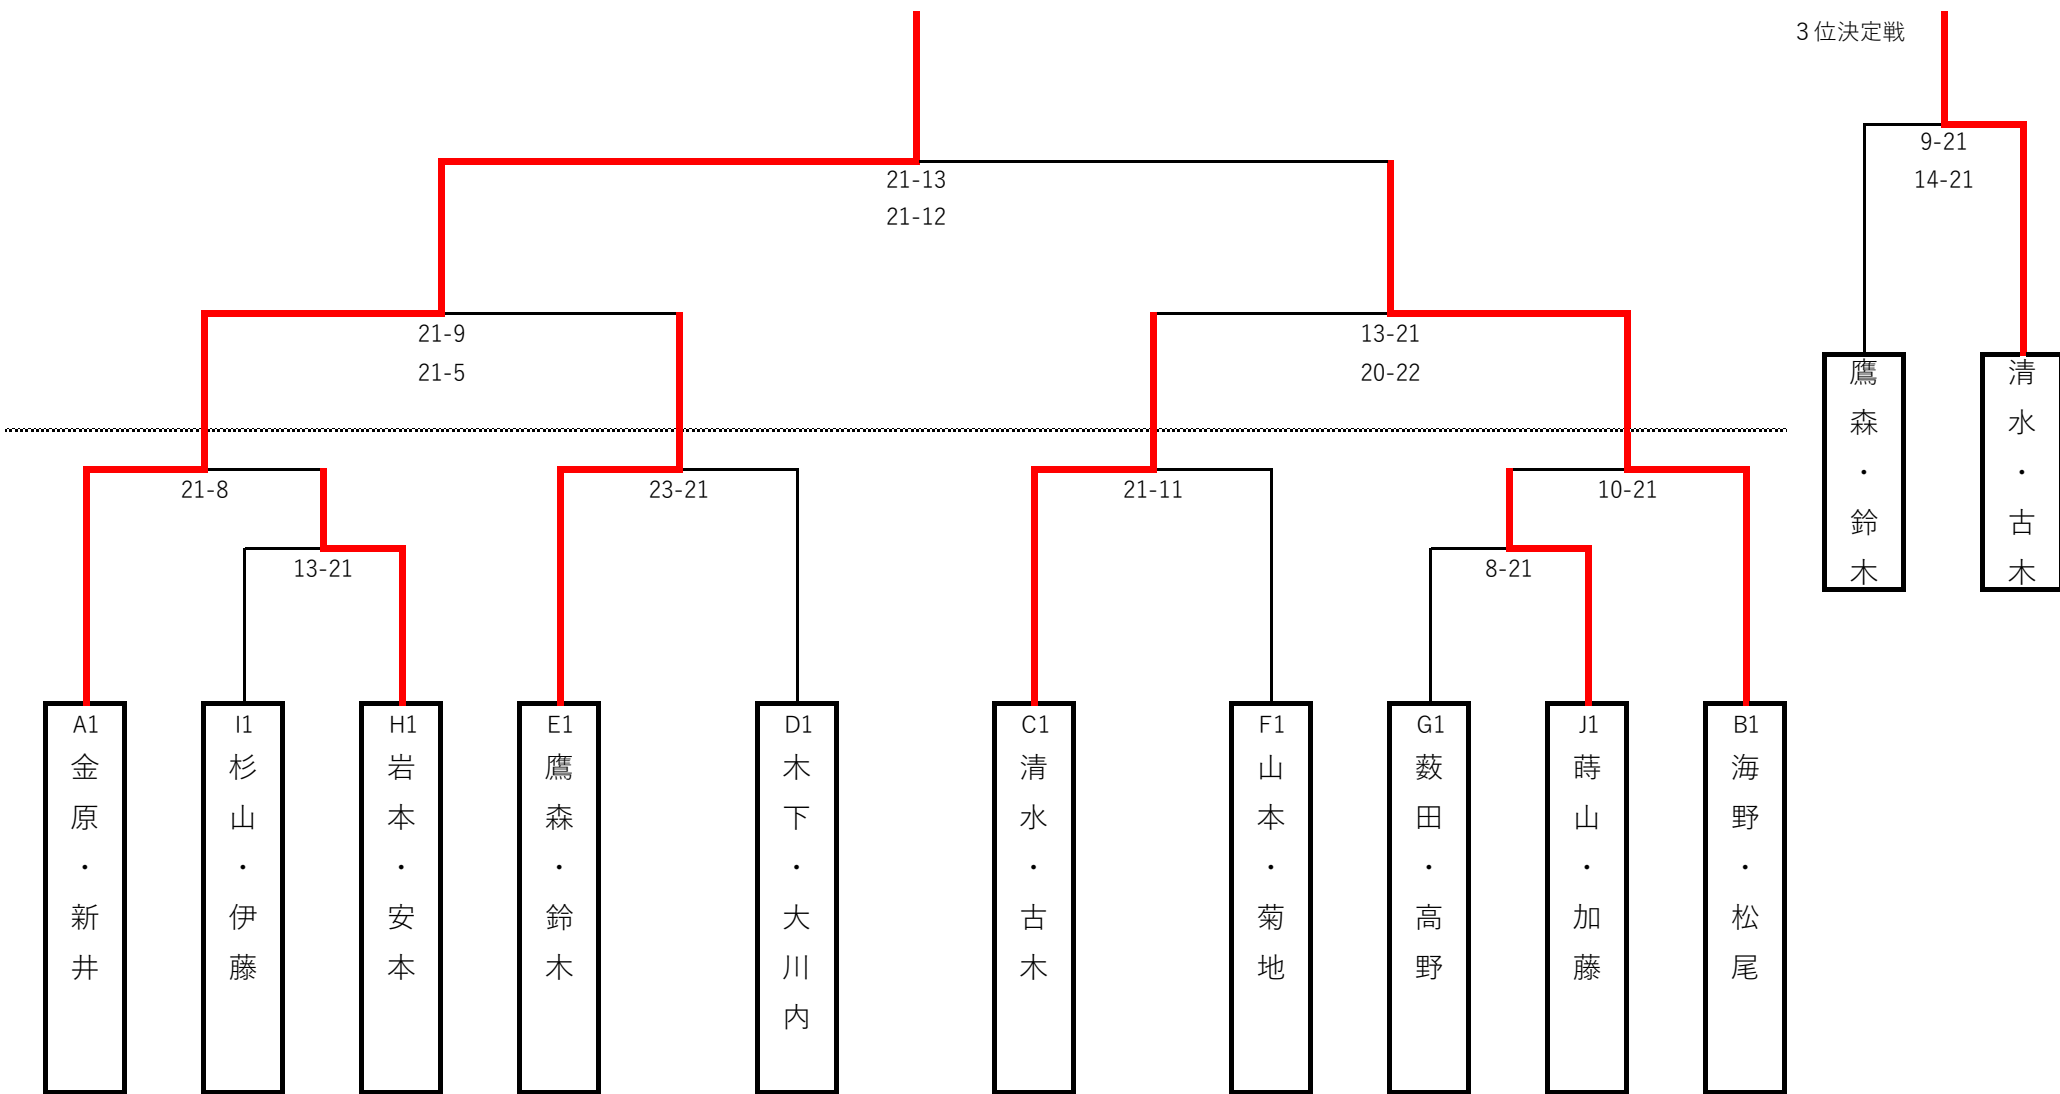 ３位決定戦
9-21
14-21
21-13
21-12
21-9
21-5
13-21
20-22
鷹森・鈴木
清水・古木
21-8
23-21
21-11
10-21
13-21
8-21
A1
金原・新井
I1
杉山・伊藤
H1
岩本・安本
E1
鷹森・鈴木
D1
木下・大川内
C1
清水・古木
F1
山本・菊地
G1
薮田・高野
J1
蒔山・加藤
B1
海野・松尾